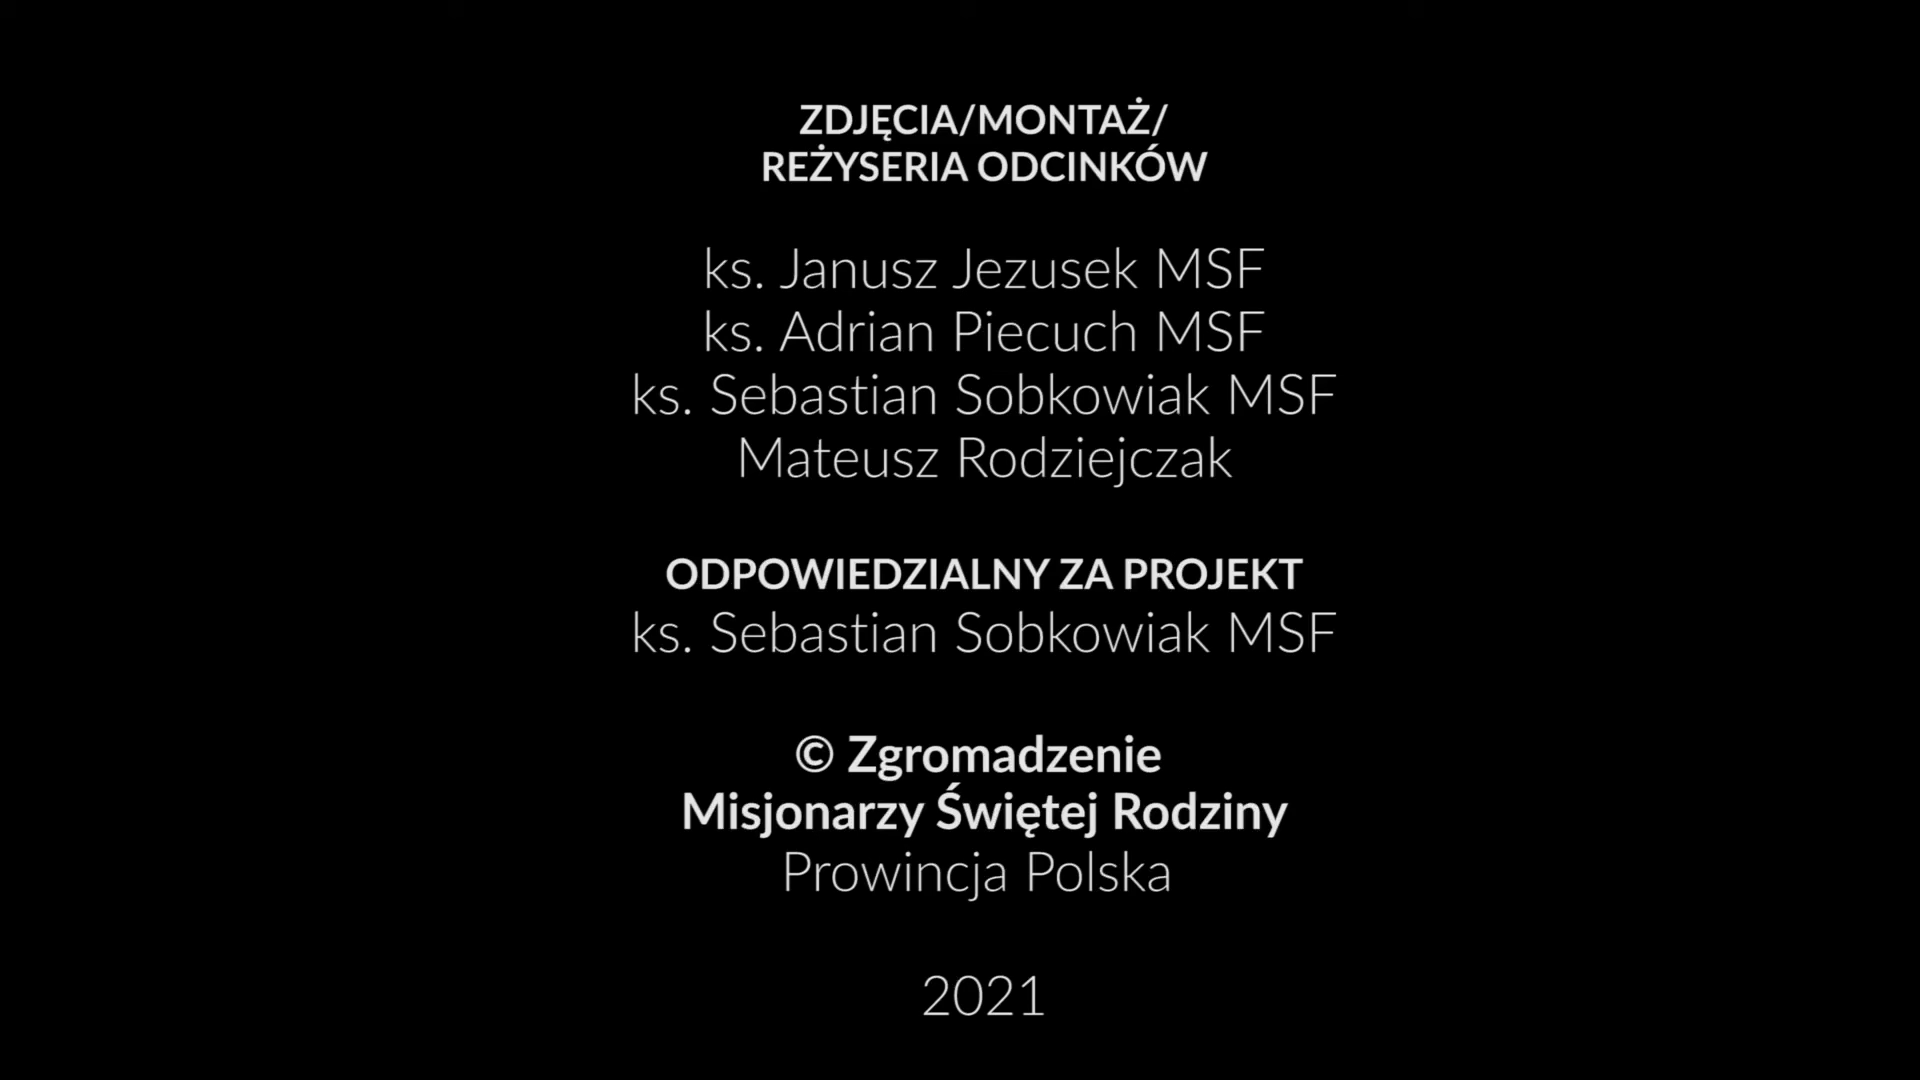 ZDJĘCIA/MONTAŻ/
REŻYSERIA ODCINKÓW
ks. Janusz Jezusek MSF
ks. Adrian Piecuch MSF
ks. Sebastian Sobkowiak MSF
Mateusz Rodziejczak
ODPOWIEDZIALNY ZA PROJEKT
ks. Sebastian Sobkowiak MSF
© Zgromadzenie
Misjonarzy Świętej Rodziny
Prowincja Polska
2021